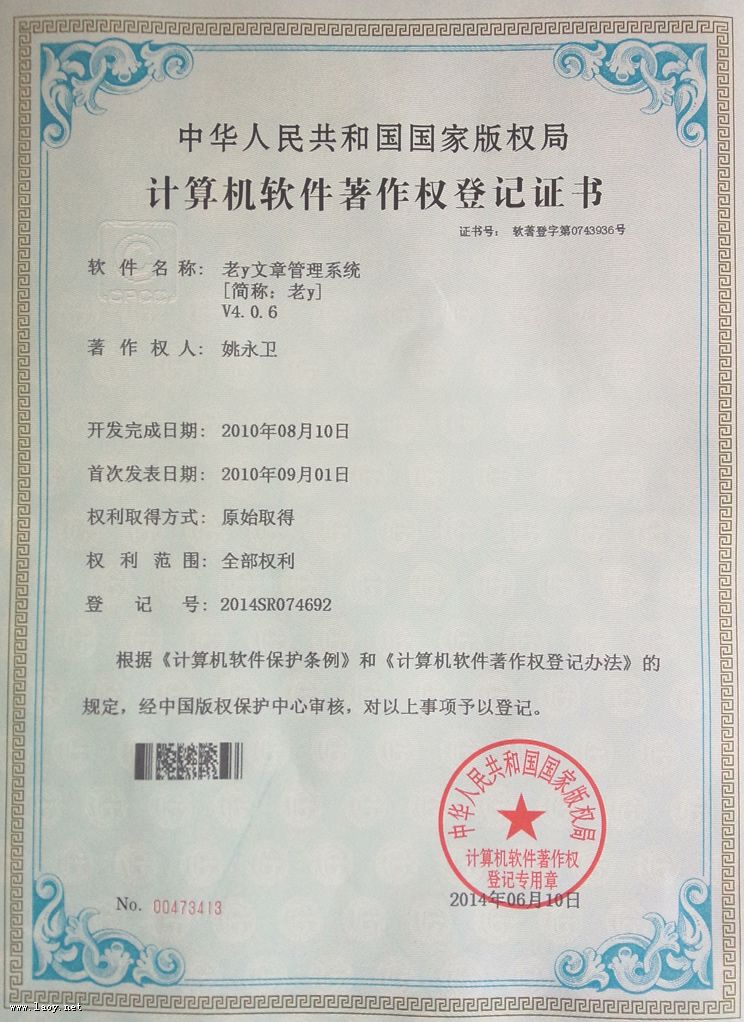 中华人民共和国国家版权局
计算机软件著作权登记证书
证书号： 软著登字第0743936号
软件名称： 老y文章管理系统
[简称：老y]
V4.0.6
著作权人： 姚永卫
开发完成日期： 2010年08月10日
首次发表日期： 2010年09月01日
权利取得方式： 原始取得
权利范围： 全部权利
登记号： 2014SR074692
根据《计算机软件保护条例》和《计算机软件著作权登记办法》的
规定，经中国版权保护中心审核，对以上事项予以登记。
中华人民共和国国家版权局
计算机软件著作权
登记专用章
2014年06月10日
No. 00473413
CPCC
www.laoy.net